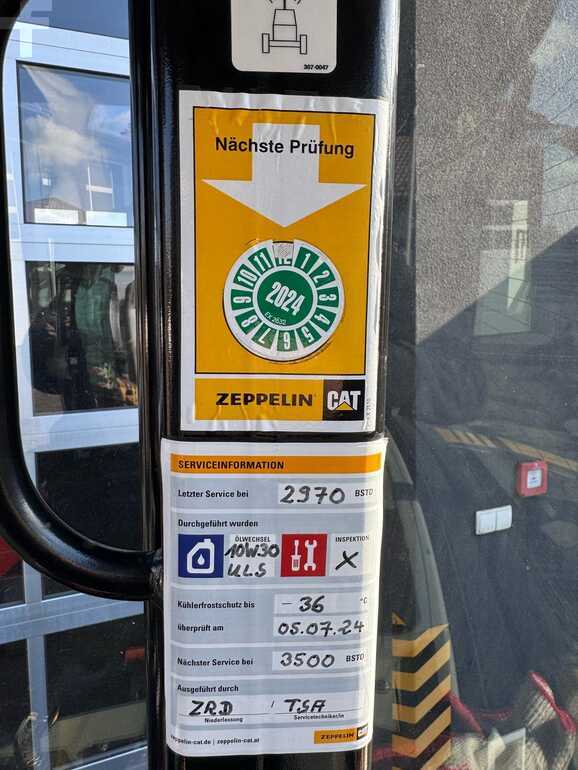 307-0047
Nächste Prüfung
1 2 3 4 5 6 7 8 9 10 11 12
2024
ZEPPELIN CAT
SERVICEINFORMATION
Letzter Service bei 2970 BSTD
Durchgeführt wurden
ÖLWECHSEL INSPEKTION
10W30 X
ULS
Kühlerfrostschutz bis - 36 °C
überprüft am 05.07.24
Nächster Service bei 3500 BSTD
Ausgeführt durch
ZRD / TSA
Niederlassung Servicetechniker/in
zeppelin-cat.de | zeppelin-cat.at ZEPPELIN CAT